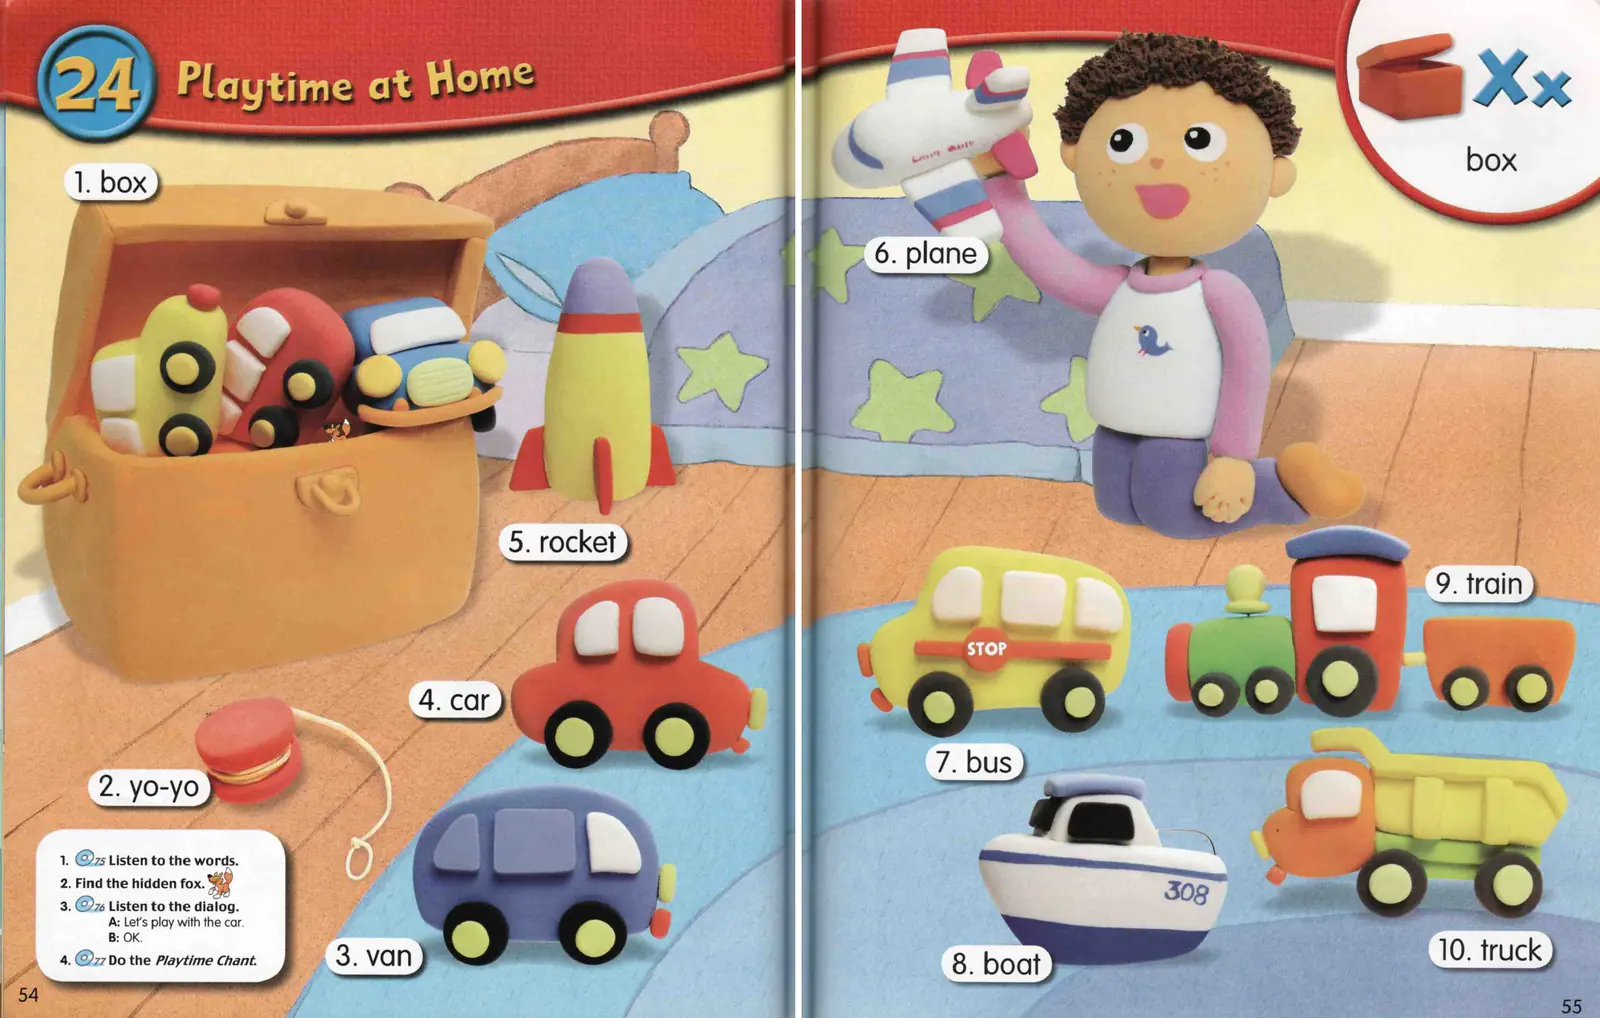 24
Playtime at Home
1. box
5. rocket
4. car
2. yo-yo
3. van
1. 75 Listen to the words.
2. Find the hidden fox.
3. 76 Listen to the dialog.
A: Let's play with the car.
B: OK.
4. 77 Do the Playtime Chant.
54
Xx
box
6. plane
STOP
9. train
7. bus
308
8. boat
10. truck
55